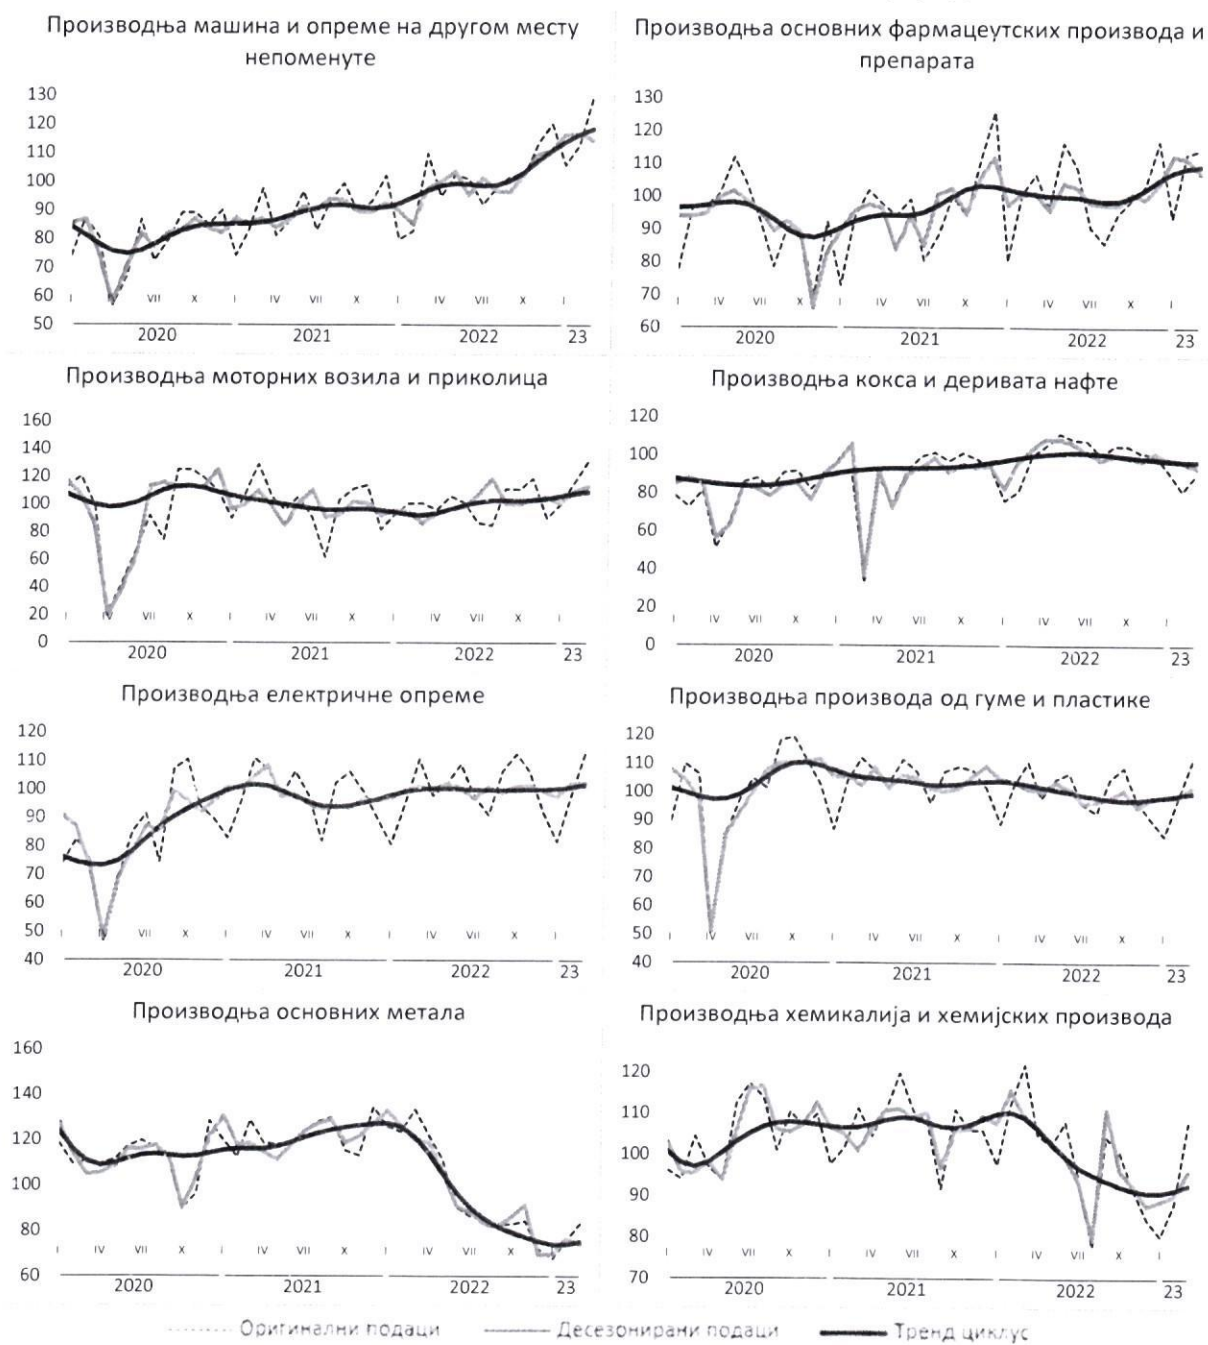 Производња машина и опреме на другом месту
непоменуте
130
120
110
100
90
80
70
60
50
I VII X I IV VII X I IV VII X I
2020 2021 2022 23
Производња основних фармацеутских производа и
препарата
130
120
110
100
90
80
70
60
I IV VII X I IV VII X I IV VII X I
2020 2021 2022 23
Производња моторних возила и приколица
160
140
120
100
80
60
40
20
0
I IV VII X I IV VII X I IV VII X I
2020 2021 2022 23
Производња кокса и деривата нафте
120
100
80
60
40
20
0
I IV VII X I IV VII X I IV VII X I
2020 2021 2022 23
Производња електричне опреме
120
110
100
90
80
70
60
50
40
I IV VII X I IV VII X I IV VII X I
2020 2021 2022 23
Производња производа од гуме и пластике
120
110
100
90
80
70
60
50
40
I IV VII X I IV VII X I IV VII X I
2020 2021 2022 23
Производња основних метала
160
140
120
100
80
60
I IV VII X I IV VII X I IV VII X I
2020 2021 2022 23
Производња хемикалија и хемијских производа
120
110
100
90
80
70
I IV VII X I IV VII X I IV VII X I
2020 2021 2022 23
Оригинални подаци Десезонирани подаци Тренд циклус